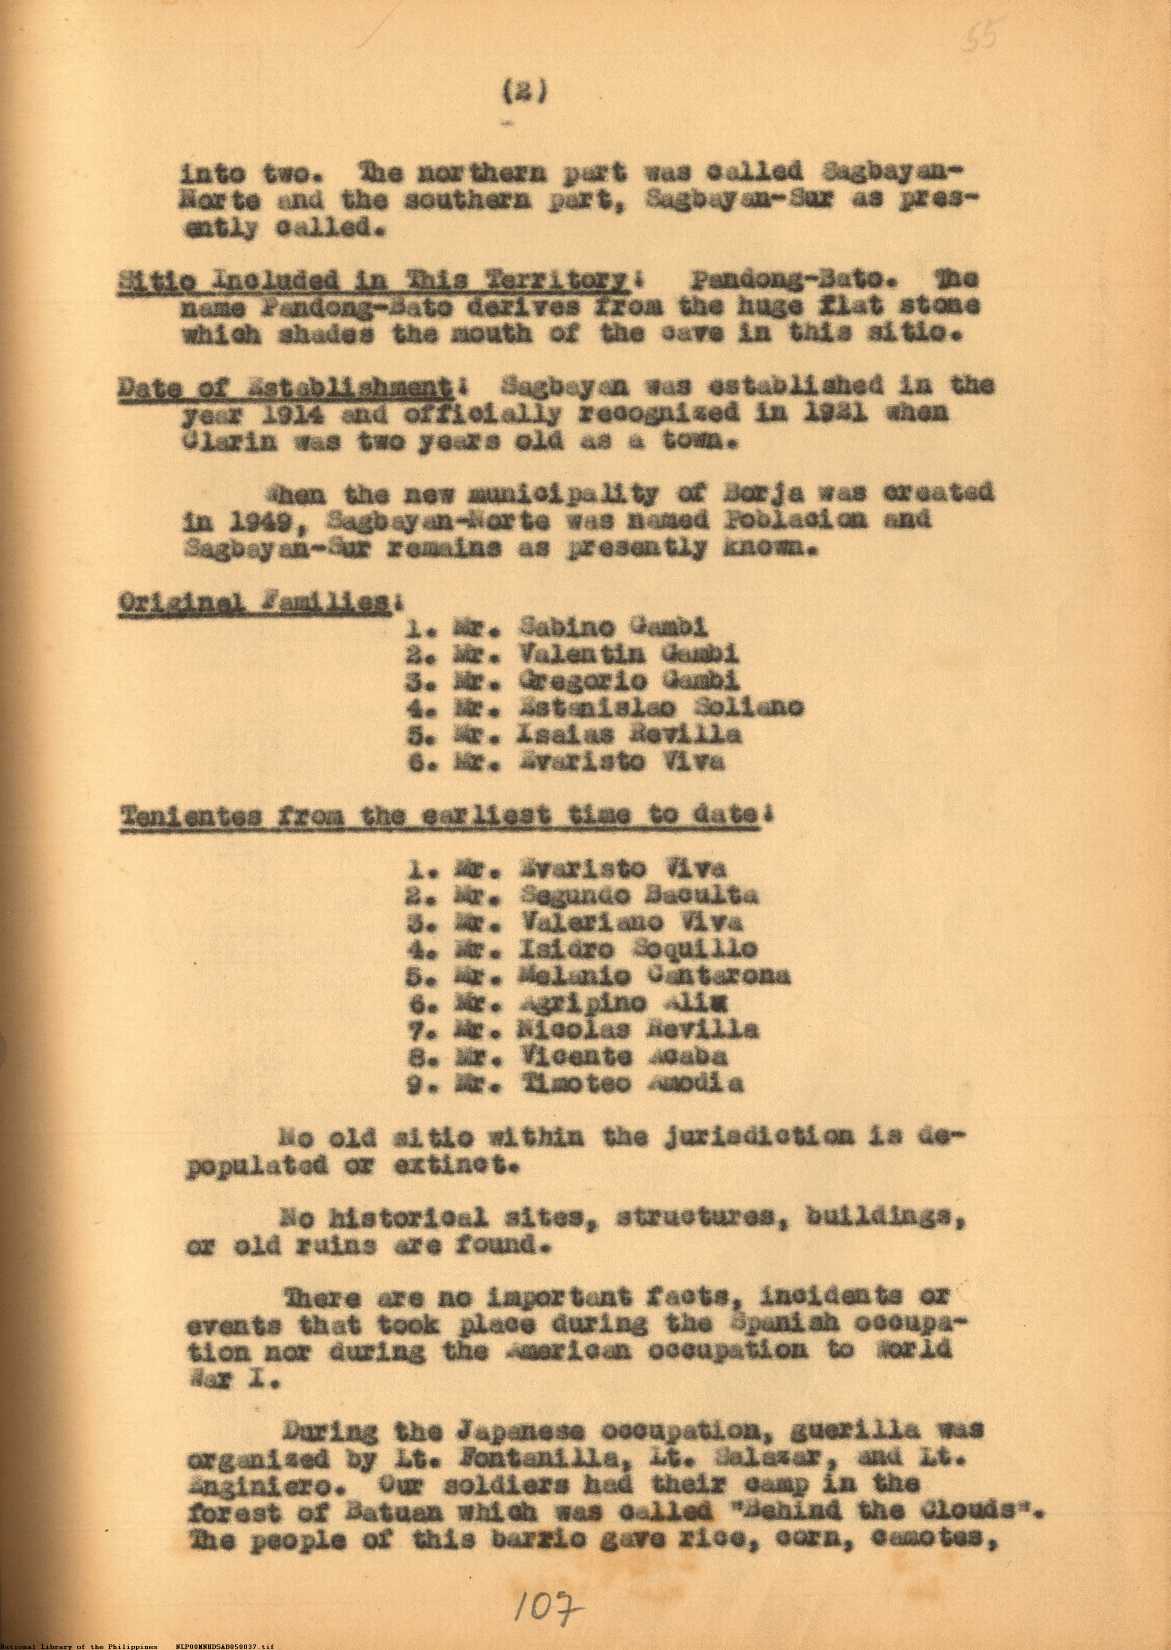 55
(2)
into two. The northern part was called Sagbayan-
Norte and the southern part, Sagbayan-Sur as pres-
ently called.
Sitio Included in This Territory: Pandong-Bato. The
name Pandong-Bato derives from the huge flat stone
which shades the mouth of the cave in this sitio.
Date of Establishment: Sagbayan was established in the
year 1914 and officially recognized in 1921 when
Clarin was two years old as a town.
When the new municipality of Borja was created
in 1949, Sagbayan-Norte was named Poblacion and
Sagbayan-Sur remains as presently known.
Original Families:
1. Mr. Sabino Gambi
2. Mr. Valentin Gambi
3. Mr. Gregorio Gambi
4. Mr. Estanislao Soliano
5. Mr. Isaias Revilla
6. Mr. Evaristo Viva
Tenientes from the earliest time to date:
1. Mr. Evaristo Viva
2. Mr. Segundo Baculta
3. Mr. Valeriano Viva
4. Mr. Isidro Soquillo
5. Mr. Melanio Cantarona
6. Mr. Agripino Alix
7. Mr. Nicolas Revilla
8. Mr. Vicente Acaba
9. Mr. Timoteo Amodia
No old sitio within the jurisdiction is de-
populated or extinct.
No historical sites, structures, buildings,
or old ruins are found.
There are no important facts, incidents or
events that took place during the Spanish occupa-
tion nor during the American occupation to World
War I.
During the Japanese occupation, guerilla was
organized by Lt. Fontanilla, Lt. Salazar, and Lt.
Enginiero. Our soldiers had their camp in the
forest of Batuan which was called "Behind the Clouds".
The people of this barrio gave rice, corn, camotes,
107
National Library of the Philippines NLPOOMNHDSAB050037.tif